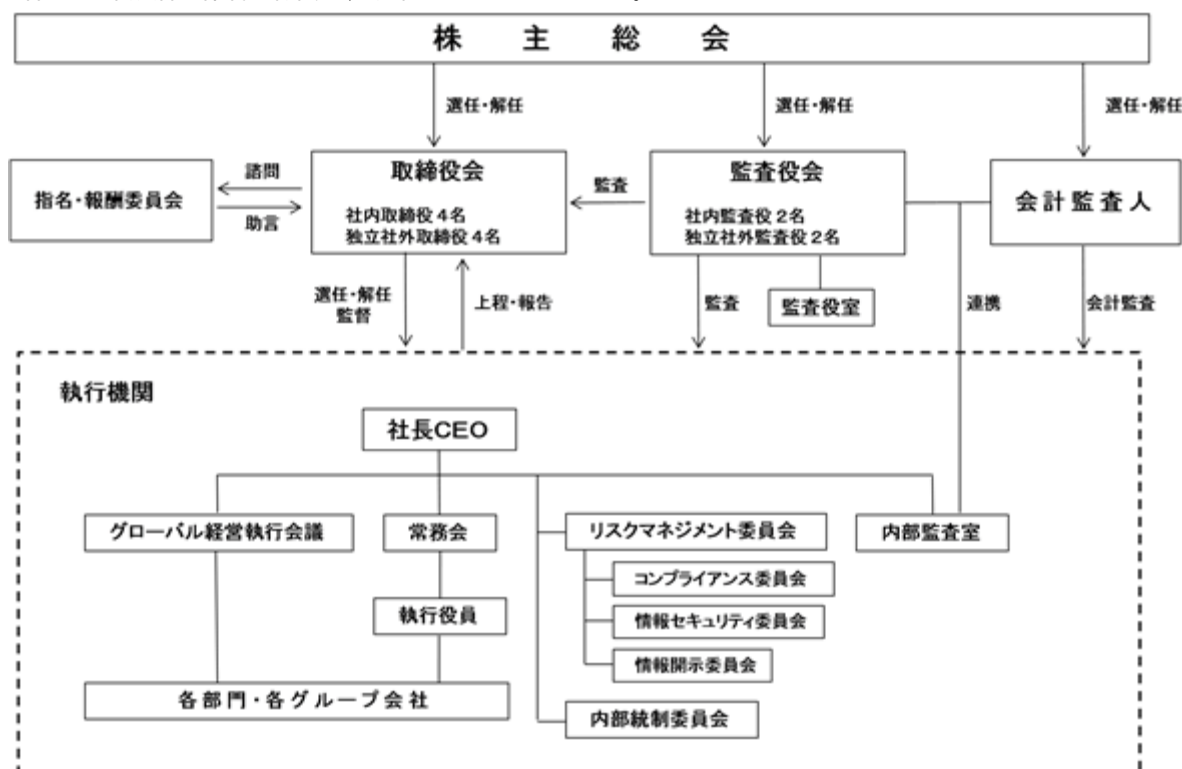 株主総会
選任・解任
選任・解任
選任・解任
指名・報酬委員会
諮問
助言
取締役会
社内取締役4名
独立社外取締役4名
監査
監査役会
社内監査役2名
独立社外監査役2名
会計監査人
選任・解任
監督
上程・報告
監査
監査役室
連携
会計監査
執行機関
社長CEO
グローバル経営執行会議
常務会
リスクマネジメント委員会
内部監査室
コンプライアンス委員会
執行役員
情報セキュリティ委員会
情報開示委員会
各部門・各グループ会社
内部統制委員会